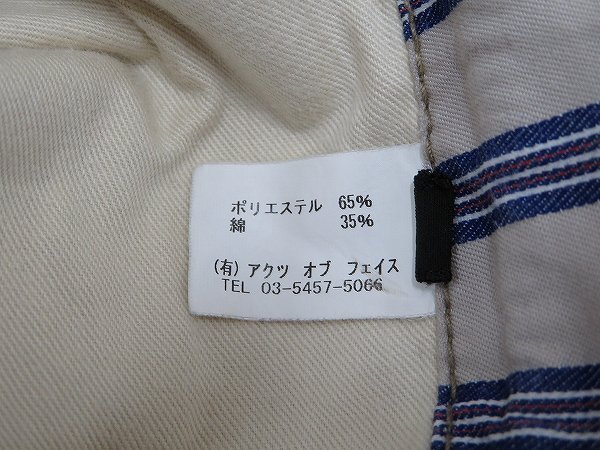 ポリエステル 65%
綿 35%
(有) アクツ オブ フェイス
TEL 03-5457-5066